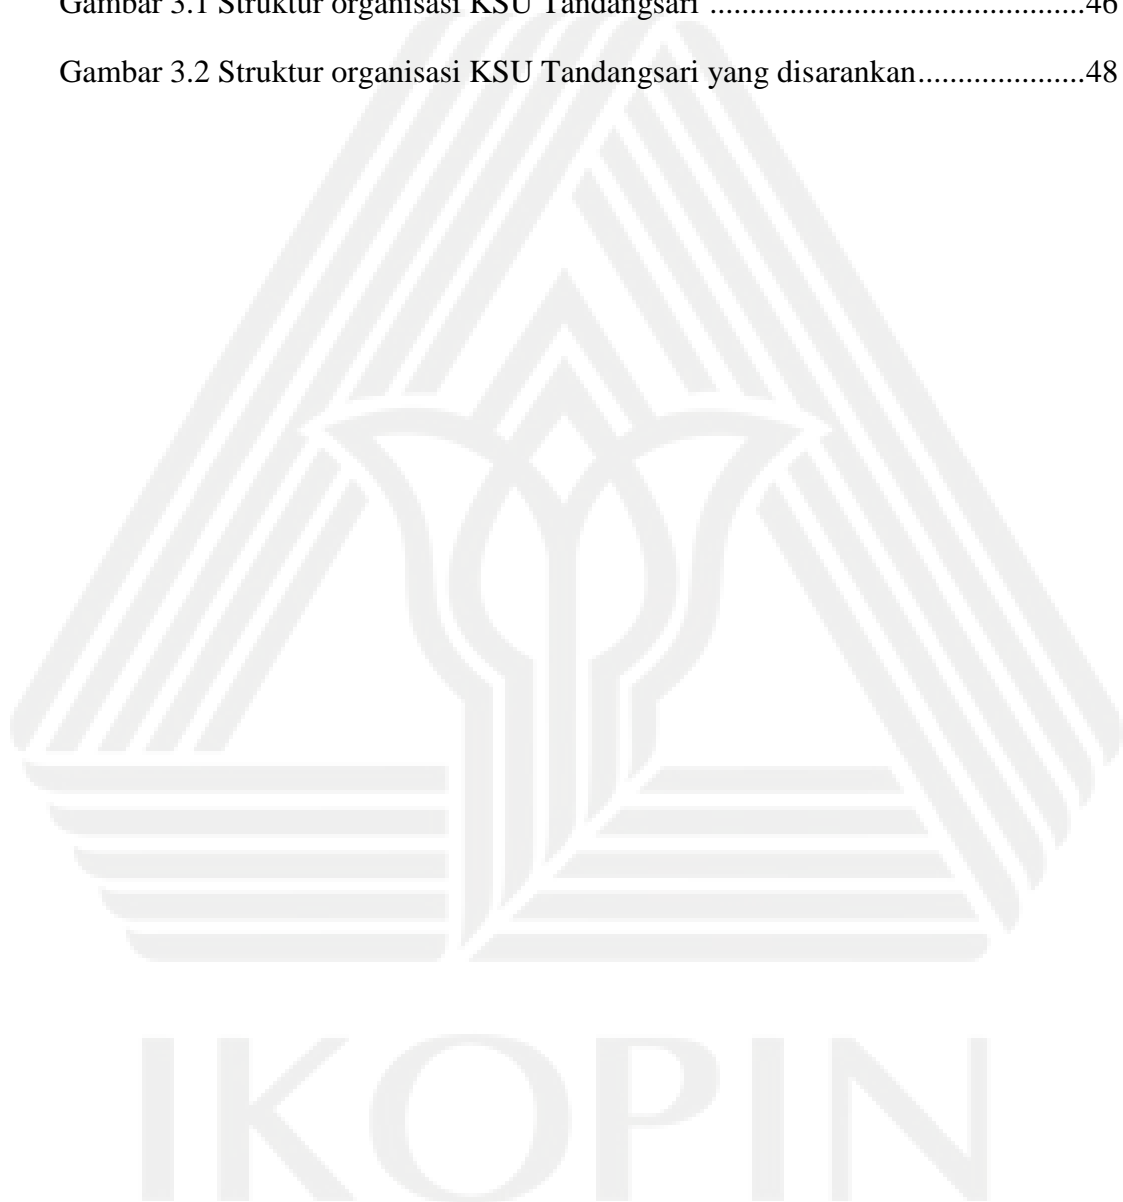 Gambar 3.1 Struktur organisasi KSU Tandangsari ...............................................46
Gambar 3.2 Struktur organisasi KSU Tandangsari yang disarankan.....................48
IKOPIN